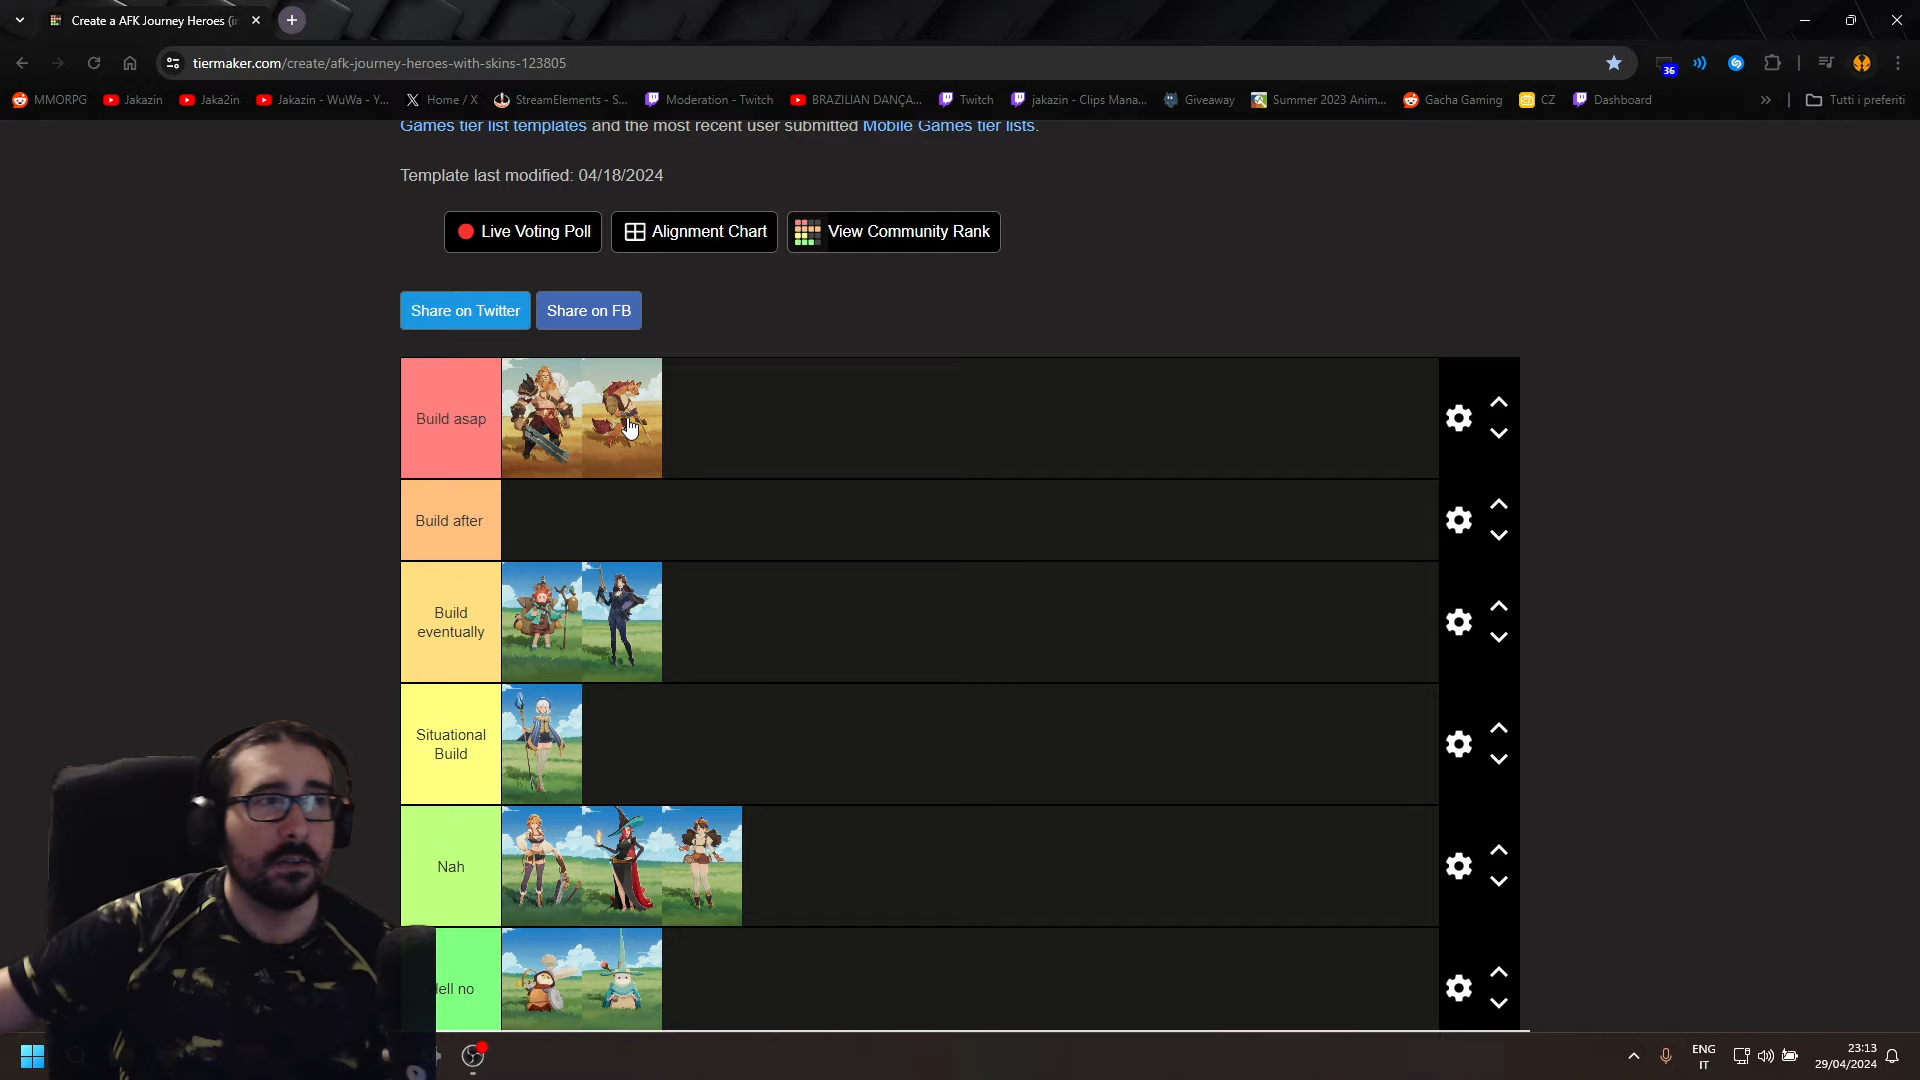 Create a AFK Journey Heroes (in
tiermaker.com/create/afk-journey-heroes-with-skins-123805
36
MMORPG
Jakazin
Jaka2in
Jakazin - WuWa - Y...
Home / X
StreamElements - S...
Moderation - Twitch
BRAZILIAN DANÇA...
Twitch
jakazin - Clips Mana...
Giveaway
Summer 2023 Anim...
Gacha Gaming
CZ
Dashboard
Tutti i preferiti
Games tier list templates and the most recent user submitted Mobile Games tier lists.
Template last modified: 04/18/2024
Live Voting Poll
Alignment Chart
View Community Rank
Share on Twitter
Share on FB
Build asap
Build after
Build
eventually
Situational
Build
Nah
Hell no
ENG
IT
23:13
29/04/2024